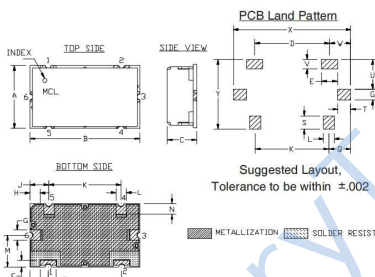 PCB Land Pattern
INDEX
TOP SIDE
SIDE VIEW
1
2
MCL
A
6
3
5
4
B
C
X
D
W
V
E
U
G
Y
T
S
L
K
Q
BOTTOM SIDE
J
K
H
5
4
L
G
6
3
M
F
1
2
Suggested Layout,
Tolerance to be within ±.002
METALLIZATION
SOLDER RESIST